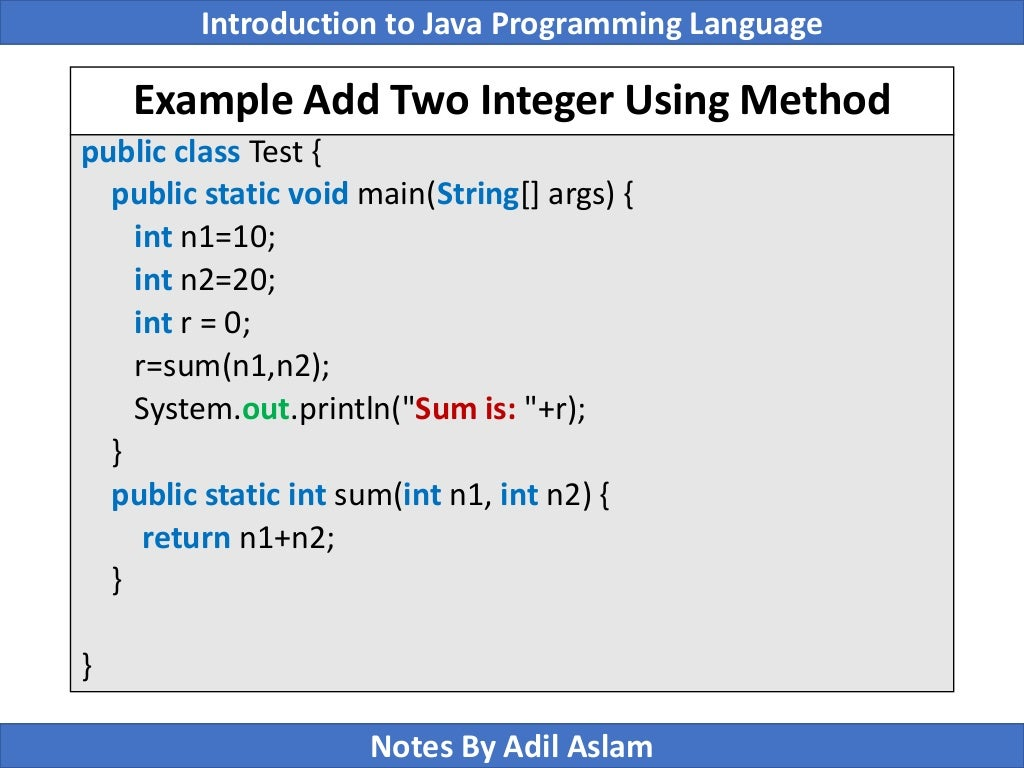 Introduction to Java Programming Language
Example Add Two Integer Using Method
public class Test {
public static void main(String[] args) {
int n1=10;
int n2=20;
int r = 0;
r=sum(n1,n2);
System.out.println("Sum is: "+r);
}
public static int sum(int n1, int n2) {
return n1+n2;
}
}
Notes By Adil Aslam